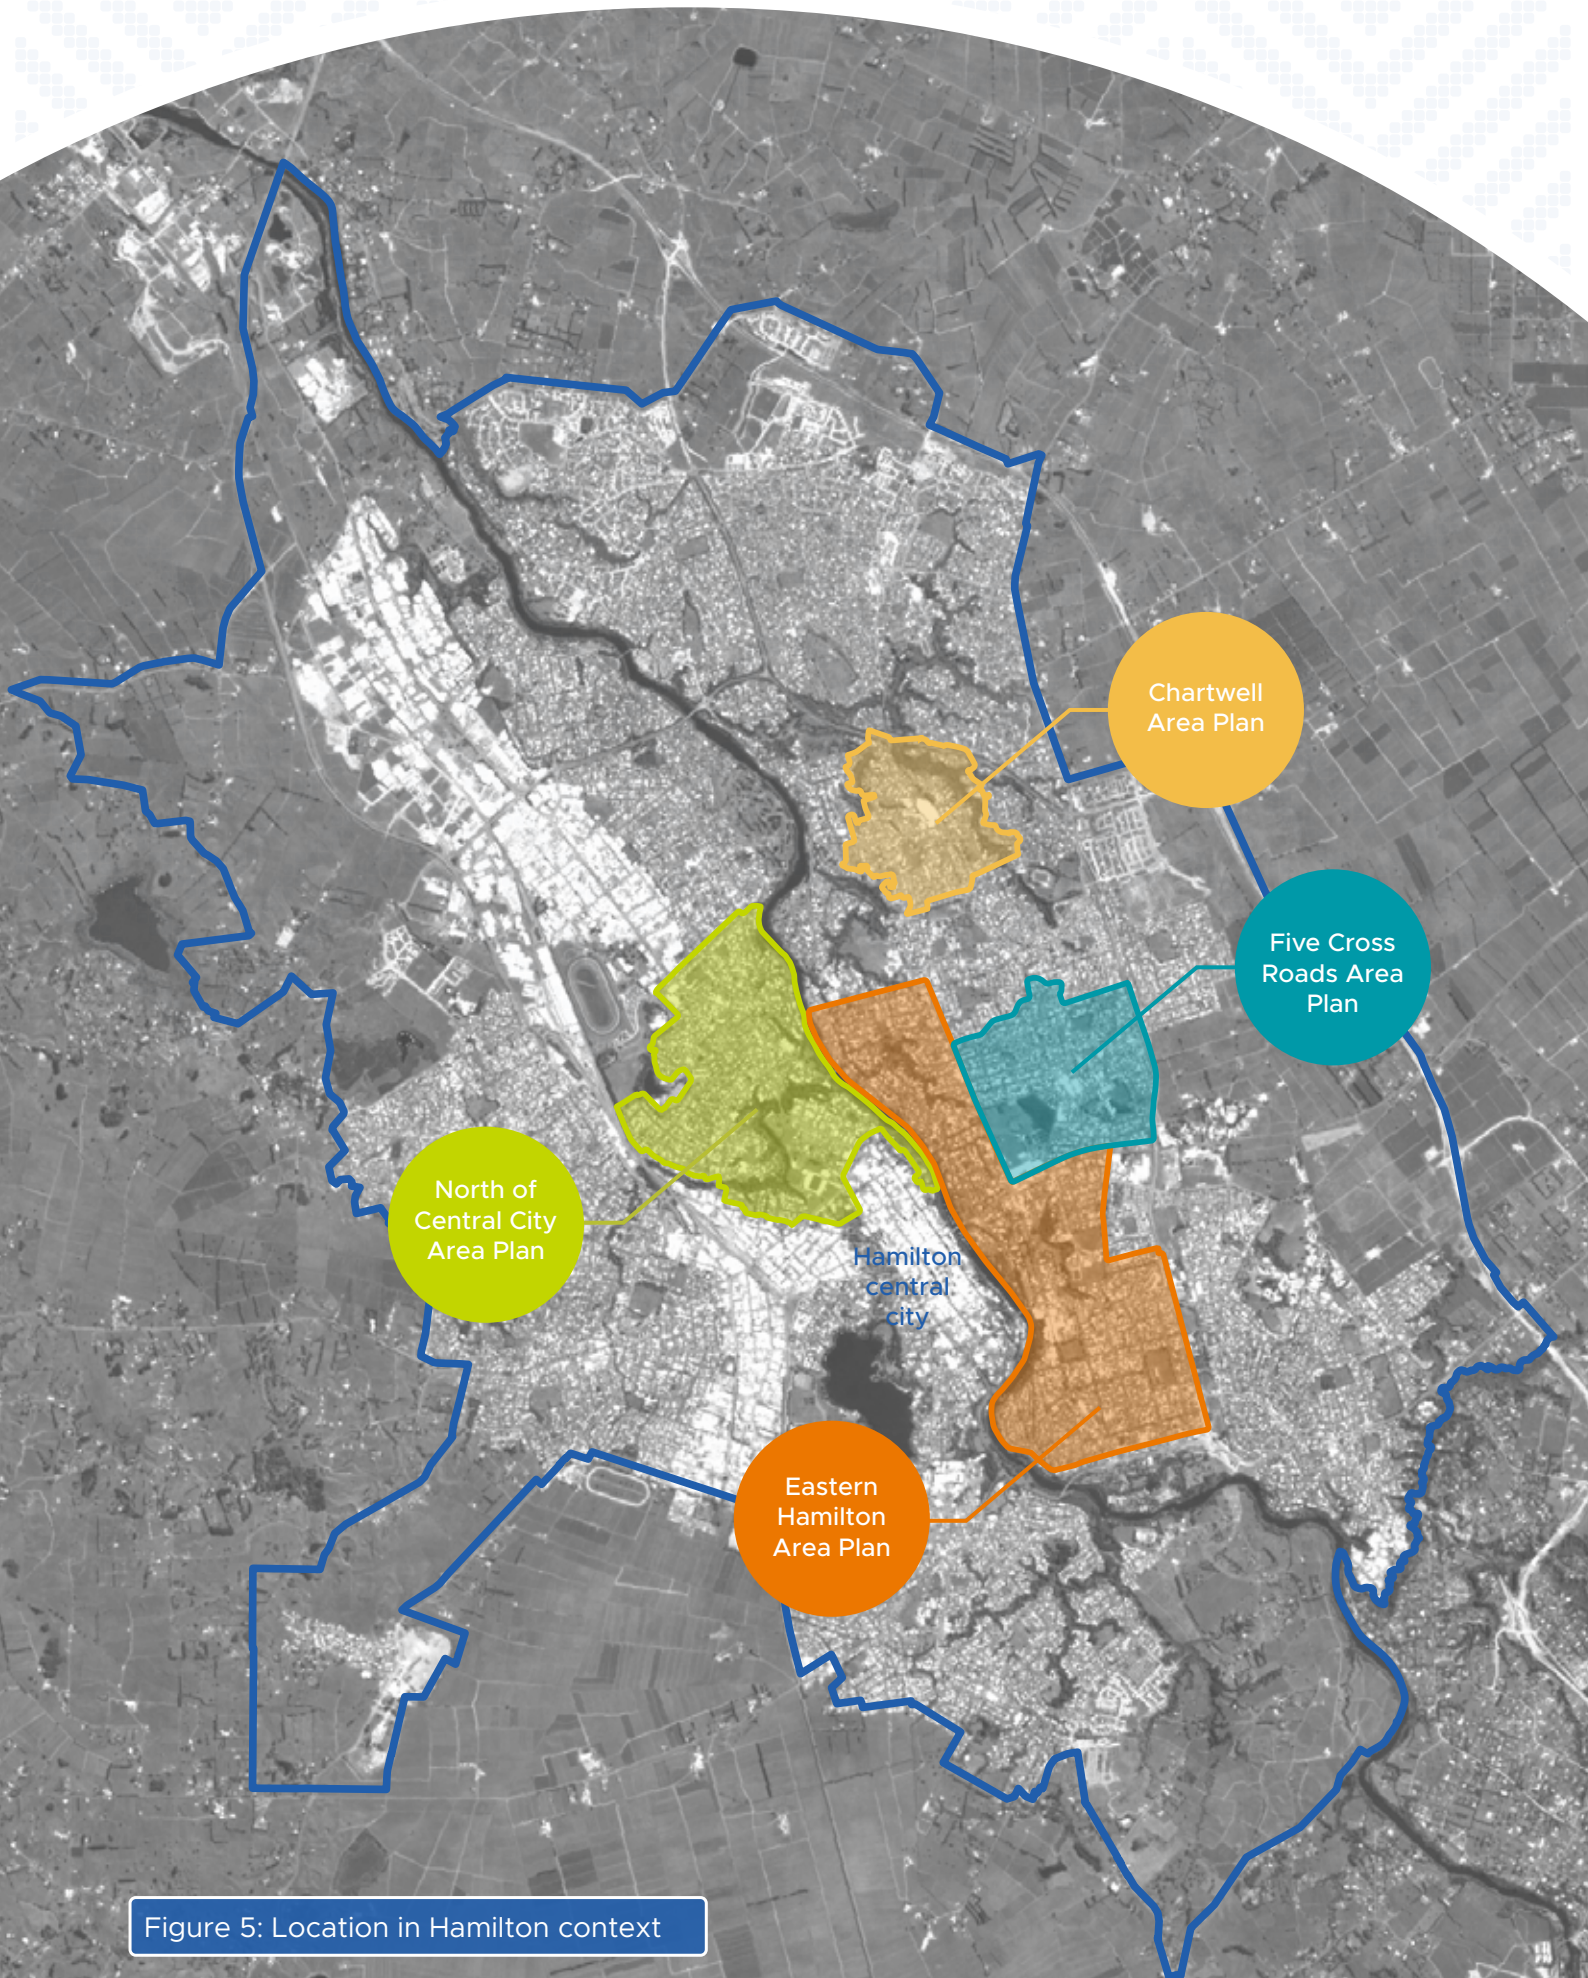 Chartwell
Area Plan
Five Cross
Roads Area
Plan
North of
Central City
Area Plan
Hamilton
central
city
Eastern
Hamilton
Area Plan
Figure 5: Location in Hamilton context